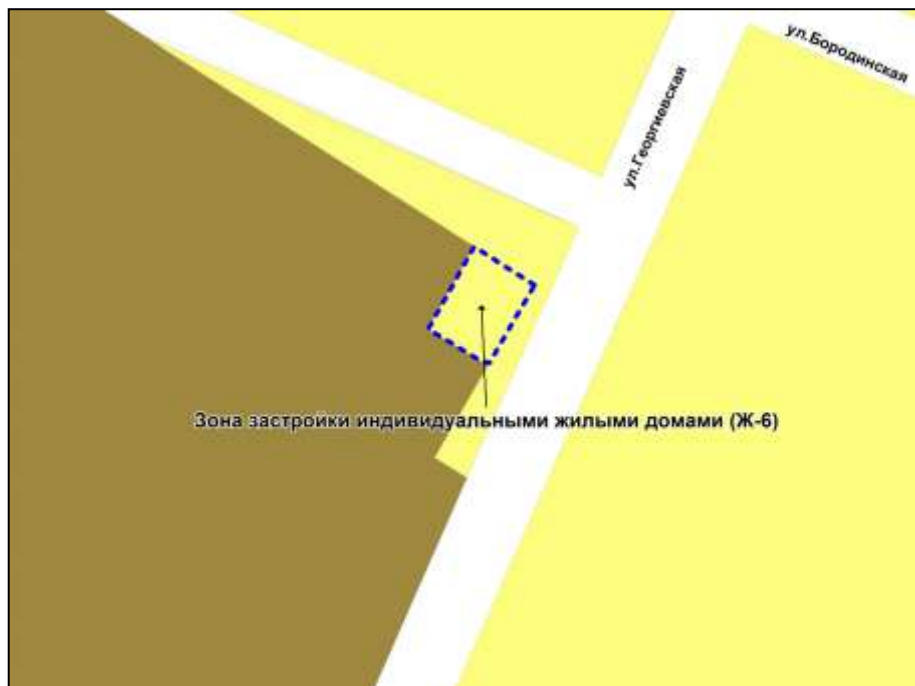 ул.Бородинская
ул.Георгиевская
Зона застройки индивидуальными жилыми домами (Ж-6)